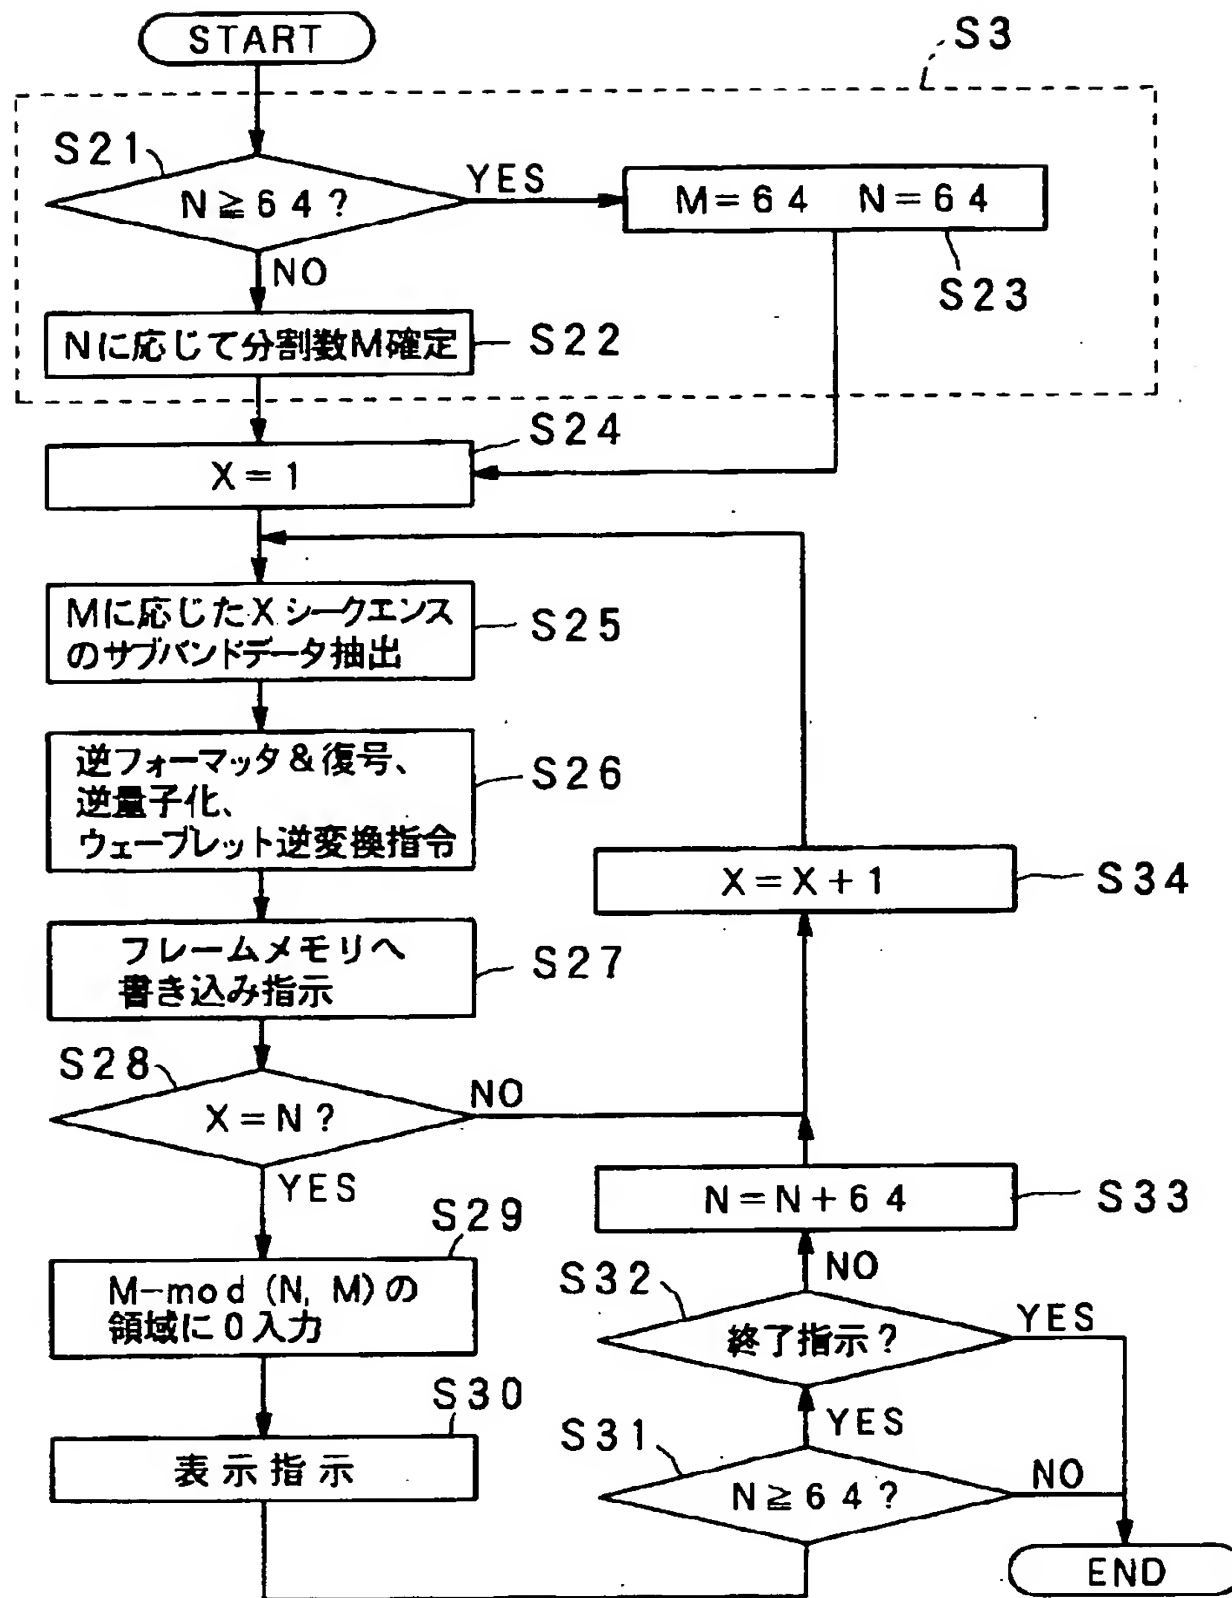 START
S3
S21
N≧64?
YES
M=64 N=64
S23
NO
Nに応じて分割数M確定
S22
S24
X=1
Mに応じたXシークエンス
のサブバンドデータ抽出
S25
逆フォーマッタ&復号、
逆量子化、
ウェーブレット逆変換指令
S26
X=X+1
S34
フレームメモリへ
書き込み指示
S27
S28
X=N?
NO
YES
N=N+64
S33
S29
M-mod (N, M)の
領域に0入力
NO
S32
終了指示?
YES
S30
表示指示
YES
S31
N≧64?
NO
END